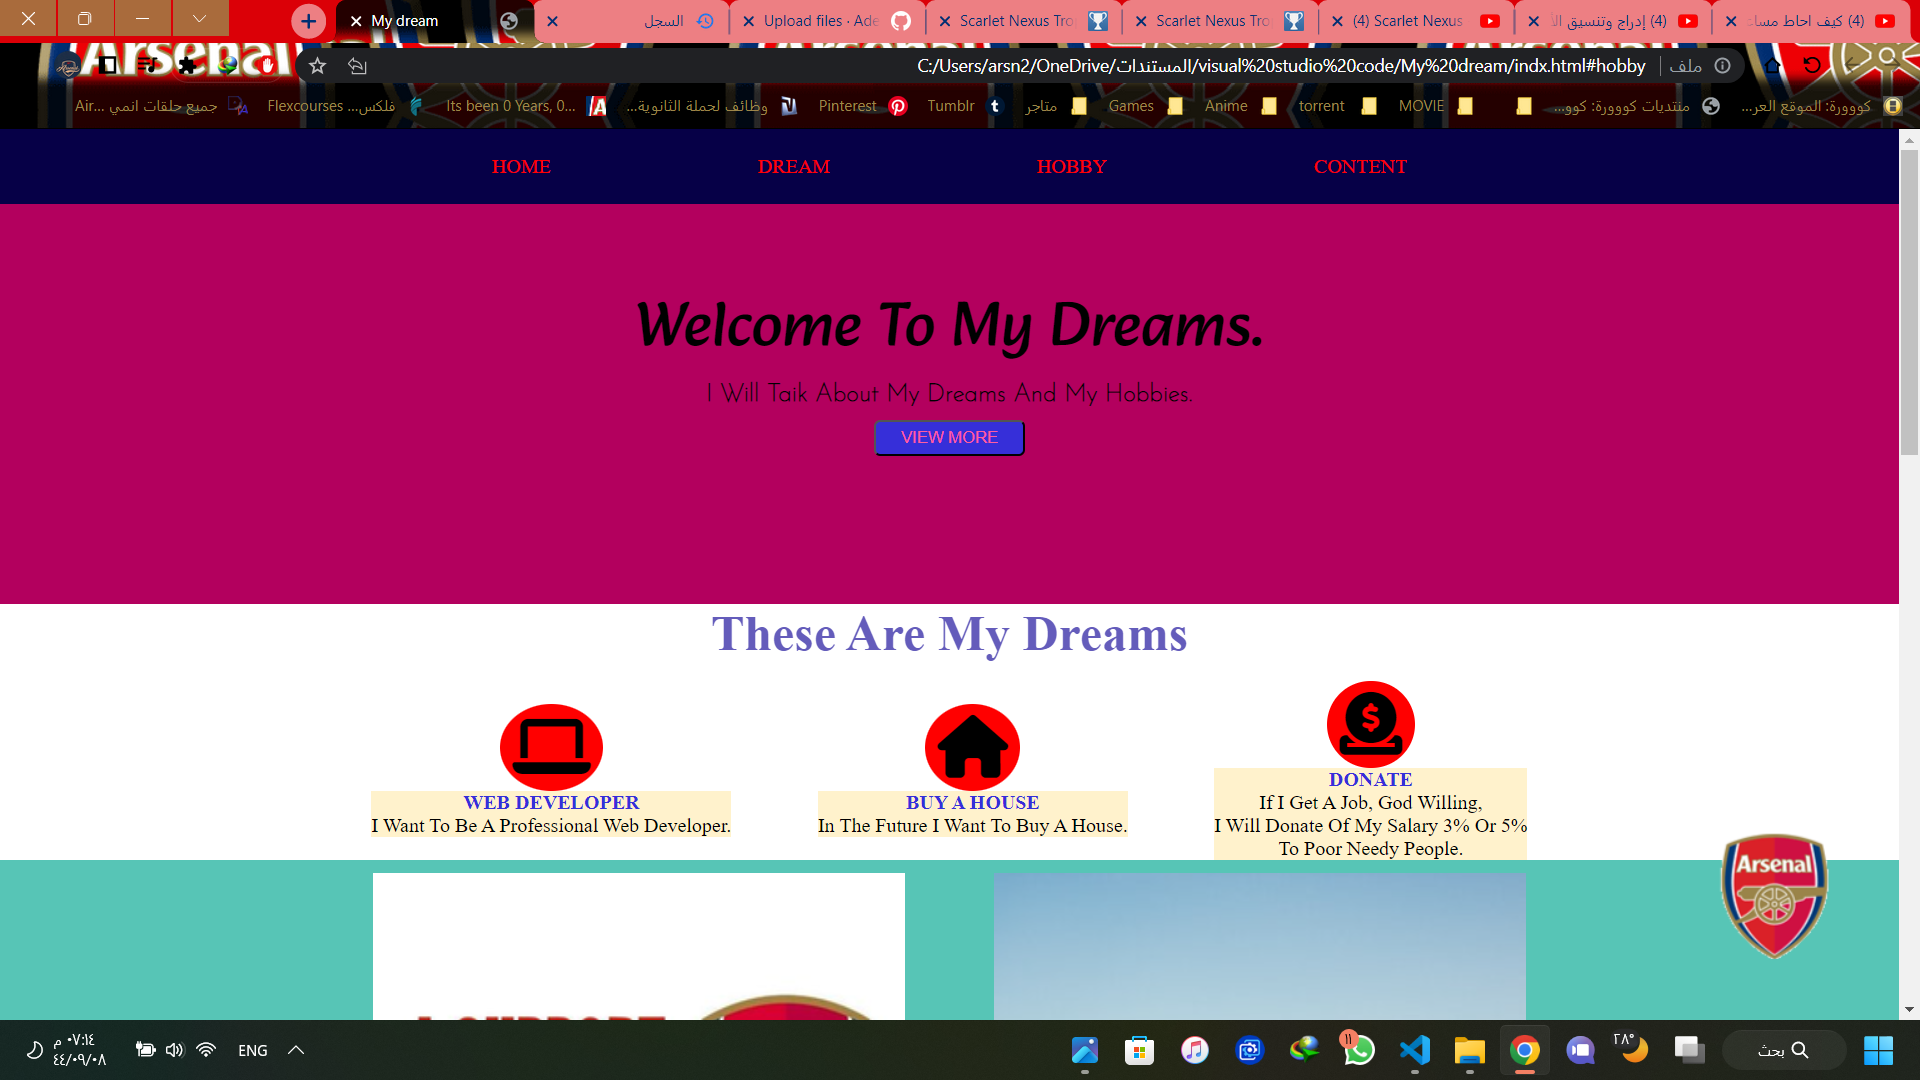 My dream
السجل
Upload files · Ade
Scarlet Nexus Tro
Scarlet Nexus Tro
(4) Scarlet Nexus
(4) إدراج وتنسيق الأ
(4) كيف احاط مساء
Arsenal
C:/Users/arsn2/OneDrive/المستندات/visual%20studio%20code/My%20dream/indx.html#hobby
ملف
جميع حلقات انمي ...Air
Flexcourses ...فلكس
Its been 0 Years, 0...
وظائف لحملة الثانوية...
Pinterest
Tumblr
متاجر
Games
Anime
torrent
MOVIE
منتديات كووورة: كوو...
كووورة: الموقع العر...
HOME
DREAM
HOBBY
CONTENT
Welcome To My Dreams.
I Will Taik About My Dreams And My Hobbies.
VIEW MORE
These Are My Dreams
WEB DEVELOPER
I Want To Be A Professional Web Developer.
BUY A HOUSE
In The Future I Want To Buy A House.
DONATE
If I Get A Job, God Willing,
I Will Donate Of My Salary 3% Or 5%
To Poor Needy People.
Arsenal
٠٧:١٤ م
٤٤/٠٩/٠٨
ENG
١١
٢٨°
بحث